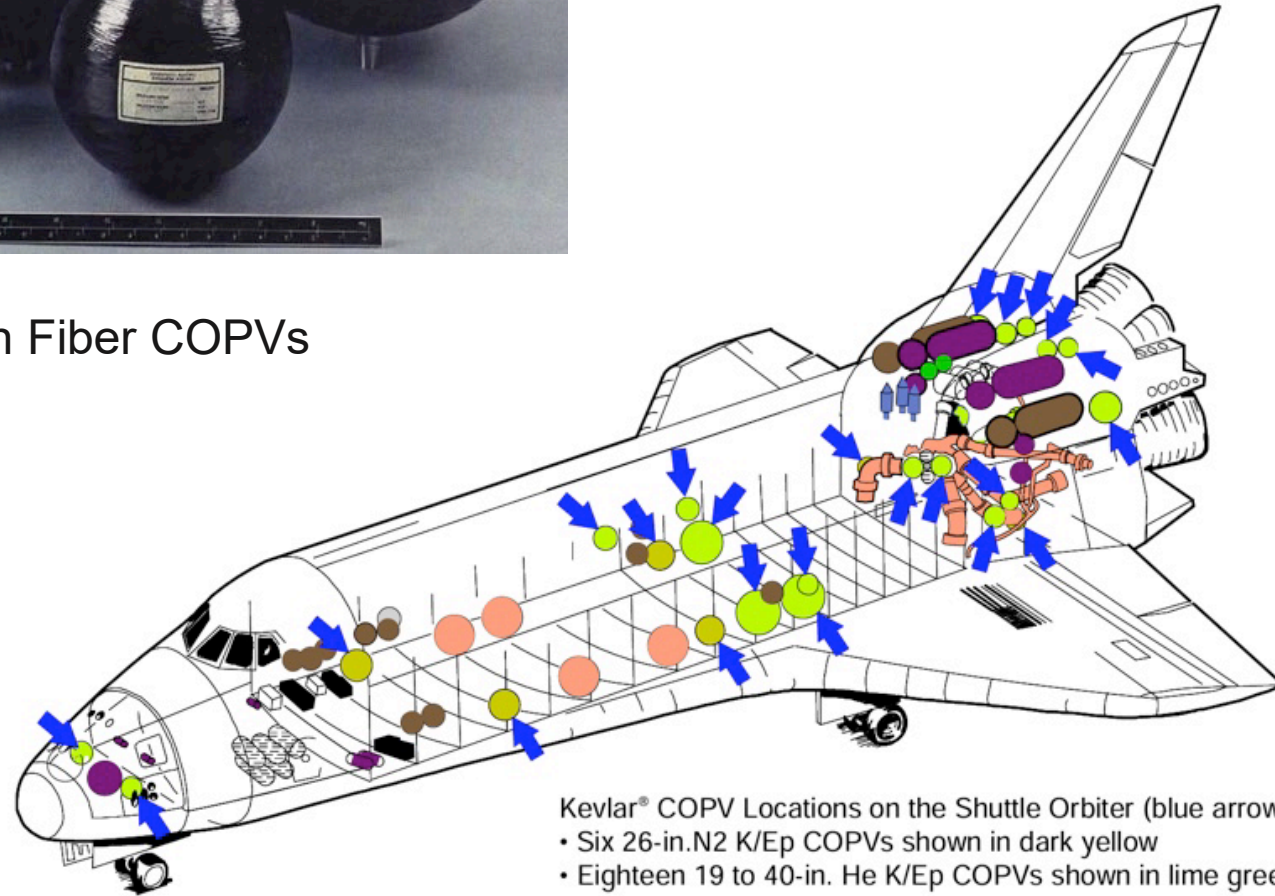 n Fiber COPVs
Kevlar® COPV Locations on the Shuttle Orbiter (blue arrow
• Six 26-in.N2 K/Ep COPVs shown in dark yellow
• Eighteen 19 to 40-in. He K/Ep COPVs shown in lime gree